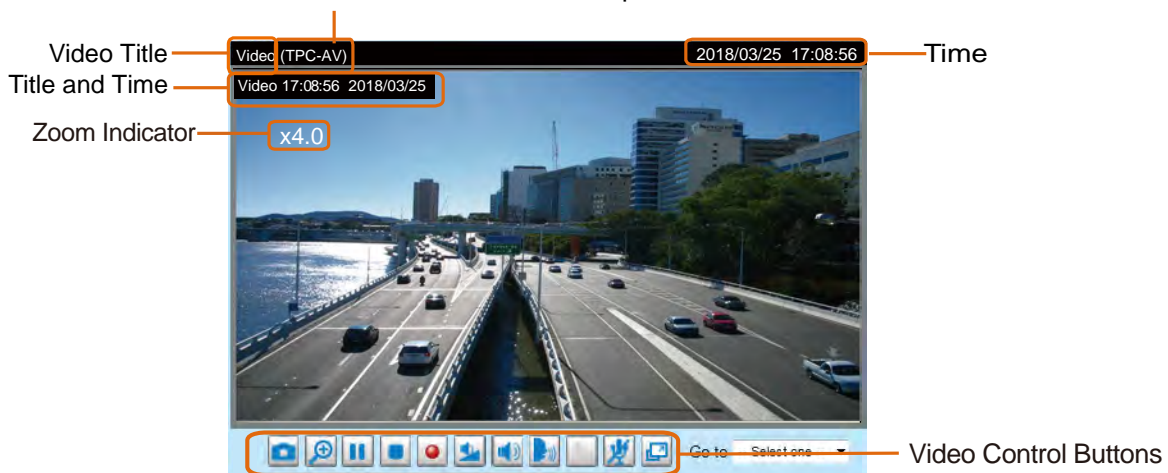 Video Title
Video (TPC-AV)
2018/03/25 17:08:56
Time
Title and Time
Video 17:08:56 2018/03/25
Zoom Indicator
x4.0
Go to
Select one
Video Control Buttons